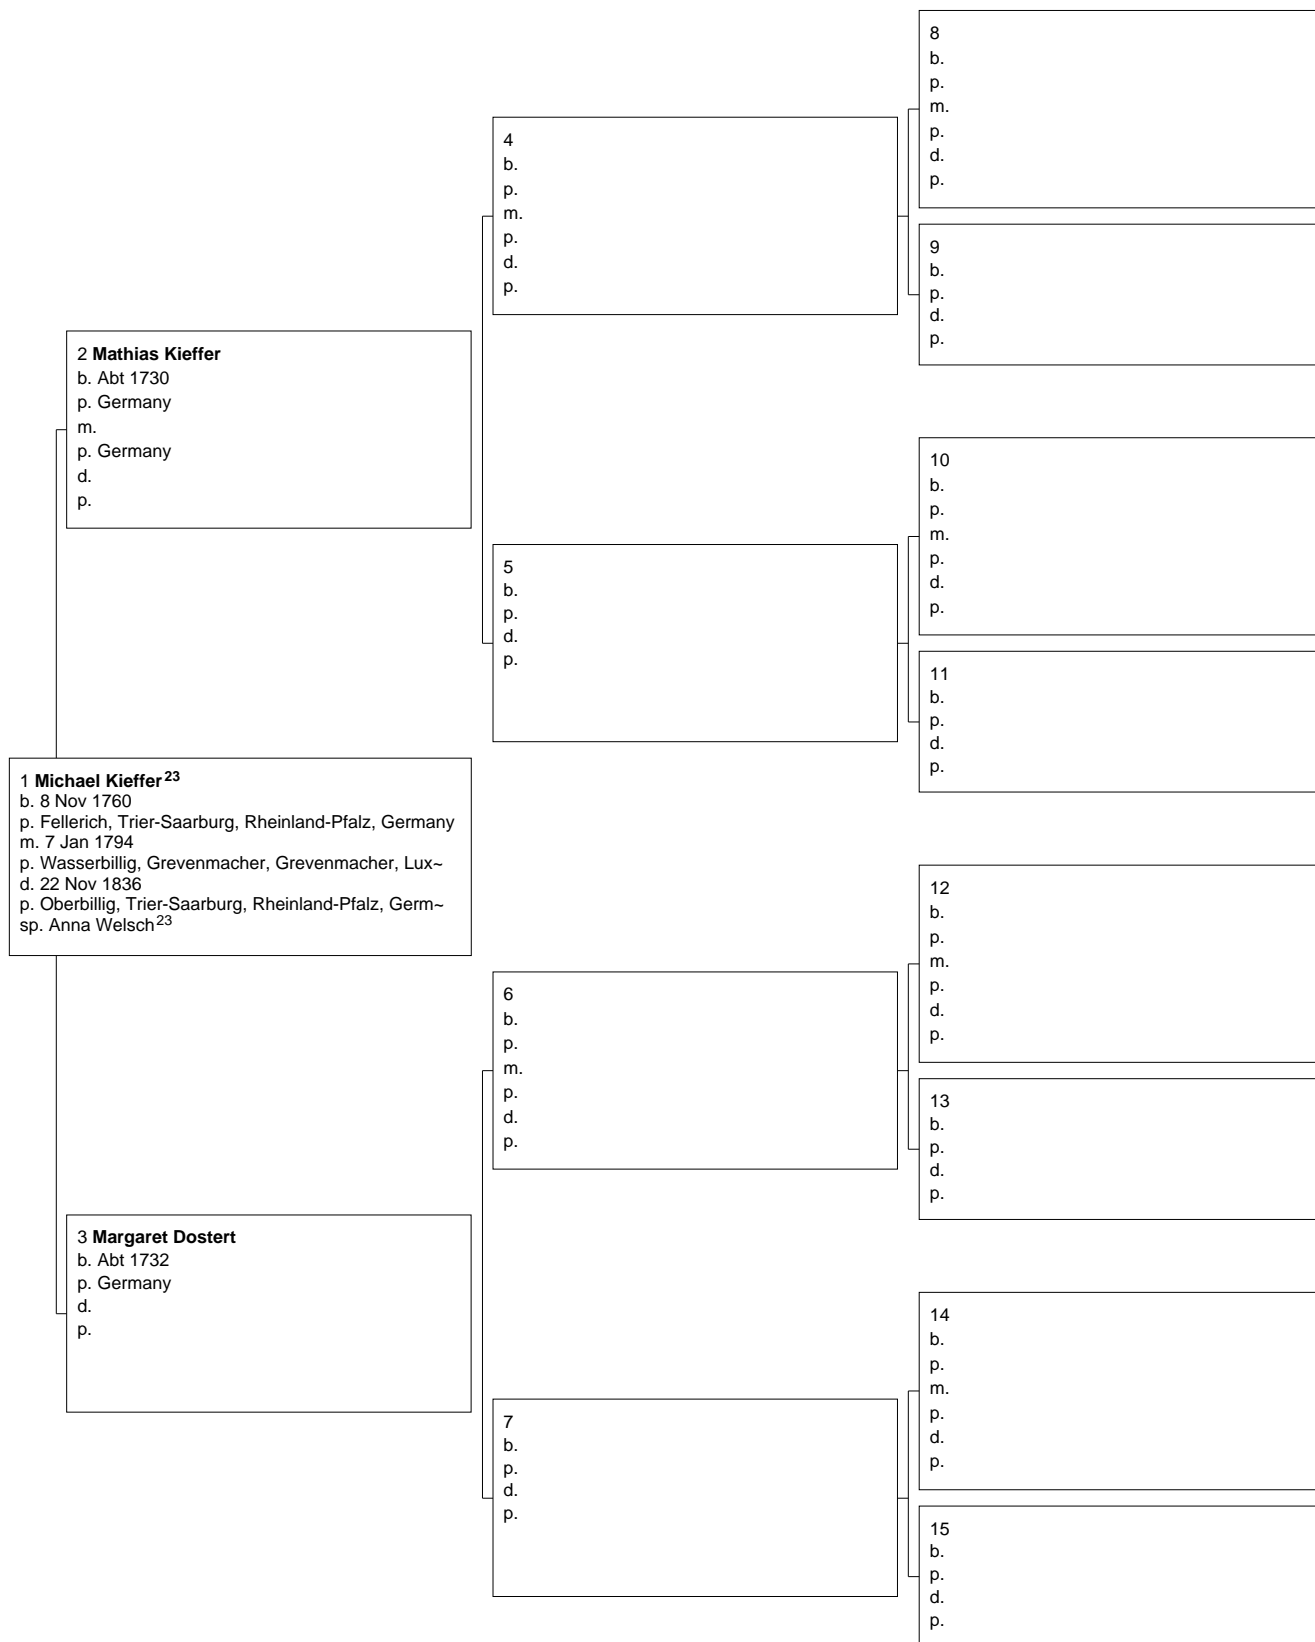 8
b.
p.
m.
p.
d.
p.
4
b.
p.
m.
p.
d.
p.
9
b.
p.
d.
p.
2 Mathias Kieffer
b. Abt 1730
p. Germany
m.
p. Germany
d.
p.
10
b.
p.
m.
p.
d.
p.
5
b.
p.
d.
p.
11
b.
p.
d.
p.
1 Michael Kieffer 23
b. 8 Nov 1760
p. Fellerich, Trier-Saarburg, Rheinland-Pfalz, Germany
m. 7 Jan 1794
p. Wasserbillig, Grevenmacher, Grevenmacher, Lux~
d. 22 Nov 1836
p. Oberbillig, Trier-Saarburg, Rheinland-Pfalz, Germ~
sp. Anna Welsch 23
12
b.
p.
m.
p.
d.
p.
6
b.
p.
m.
p.
d.
p.
13
b.
p.
d.
p.
3 Margaret Dostert
b. Abt 1732
p. Germany
d.
p.
14
b.
p.
m.
p.
d.
p.
7
b.
p.
d.
p.
15
b.
p.
d.
p.